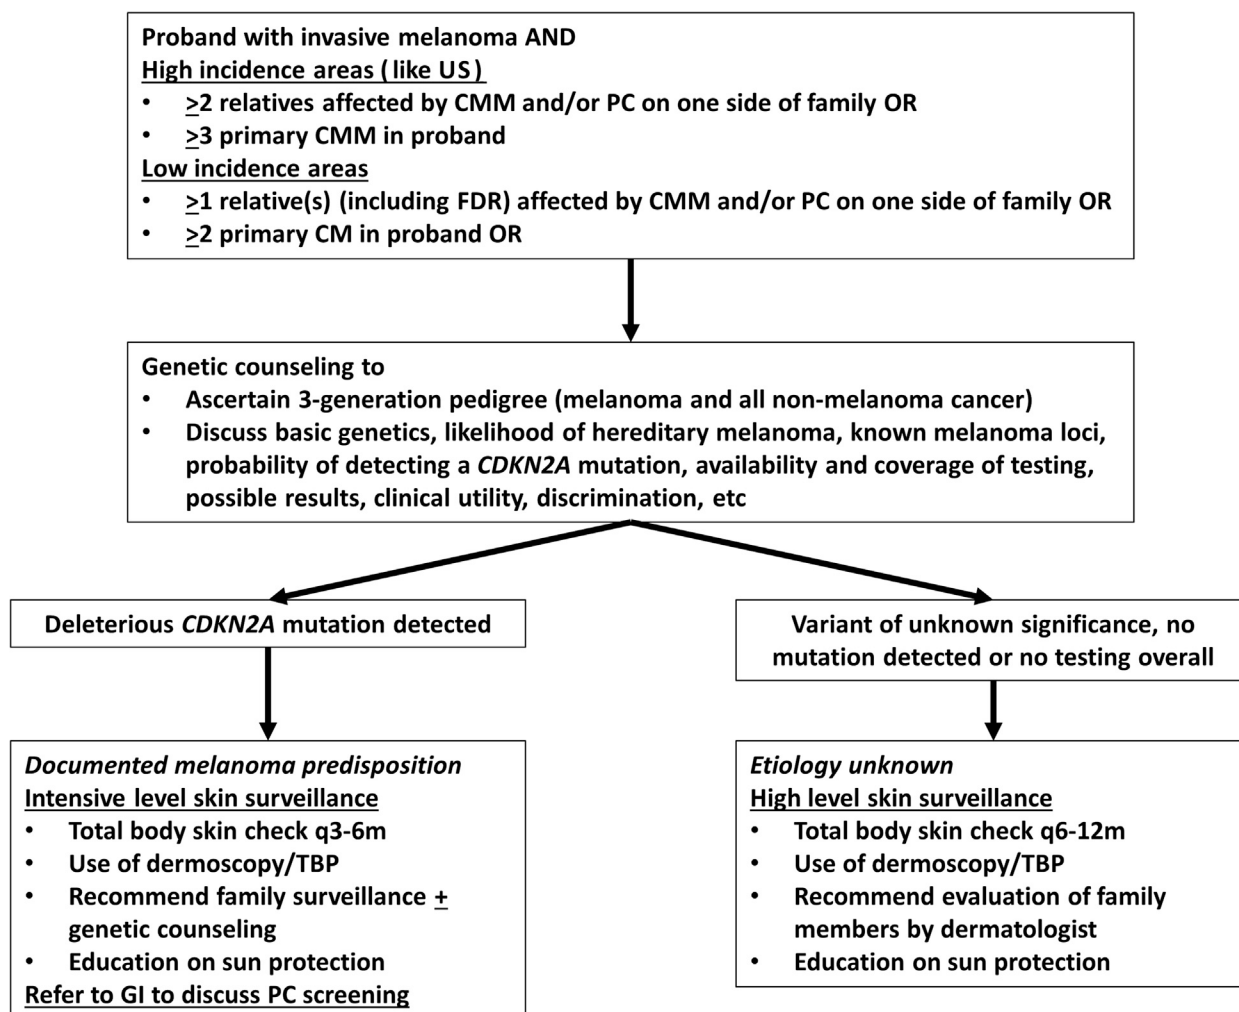 Proband with invasive melanoma AND
High incidence areas (like US)
• ≥2 relatives affected by CMM and/or PC on one side of family OR
• ≥3 primary CMM in proband
Low incidence areas
• ≥1 relative(s) (including FDR) affected by CMM and/or PC on one side of family OR
• ≥2 primary CM in proband OR
Genetic counseling to
• Ascertain 3-generation pedigree (melanoma and all non-melanoma cancer)
• Discuss basic genetics, likelihood of hereditary melanoma, known melanoma loci,
probability of detecting a CDKN2A mutation, availability and coverage of testing,
possible results, clinical utility, discrimination, etc
Deleterious CDKN2A mutation detected
Variant of unknown significance, no
mutation detected or no testing overall
Documented melanoma predisposition
Intensive level skin surveillance
• Total body skin check q3-6m
• Use of dermoscopy/TBP
• Recommend family surveillance ±
genetic counseling
• Education on sun protection
Refer to GI to discuss PC screening
Etiology unknown
High level skin surveillance
• Total body skin check q6-12m
• Use of dermoscopy/TBP
• Recommend evaluation of family
members by dermatologist
• Education on sun protection